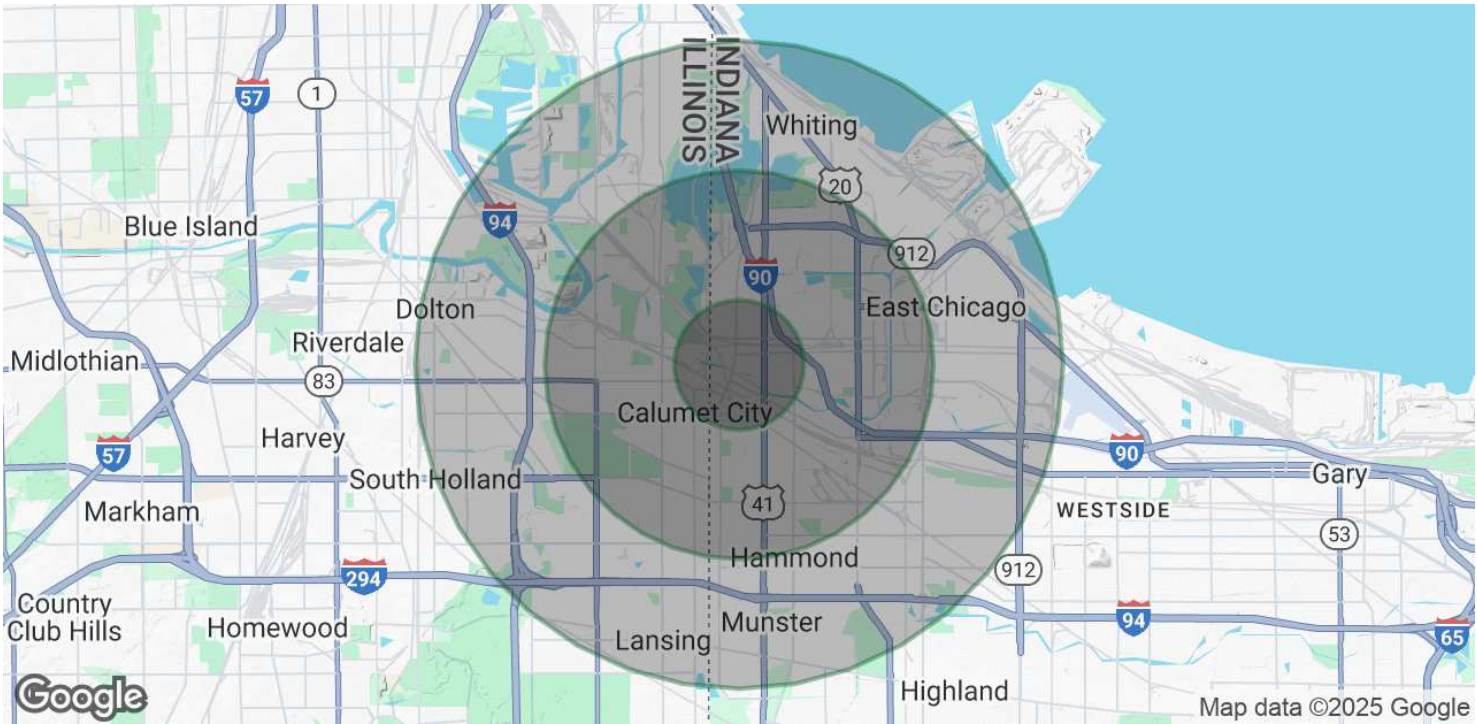 INDIANA
ILLINOIS
57
1
Whiting
20
94
Blue Island
912
90
Dolton
East Chicago
Riverdale
Midlothian
83
Calumet City
Harvey
57
90
South Holland
Gary
41
Markham
WESTSIDE
53
Hammond
912
294
Country
Club Hills
Homewood
Munster
94
65
Lansing
Highland
Google
Map data ©2025 Google